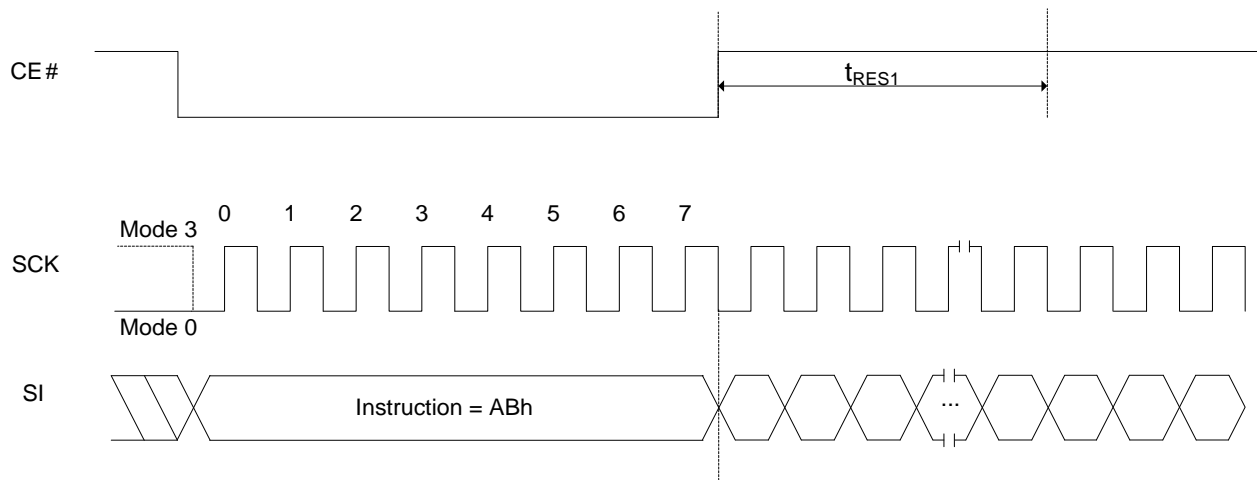 CE#
tRES1
0 1 2 3 4 5 6 7
Mode 3
SCK
Mode 0
SI
Instruction = ABh
...